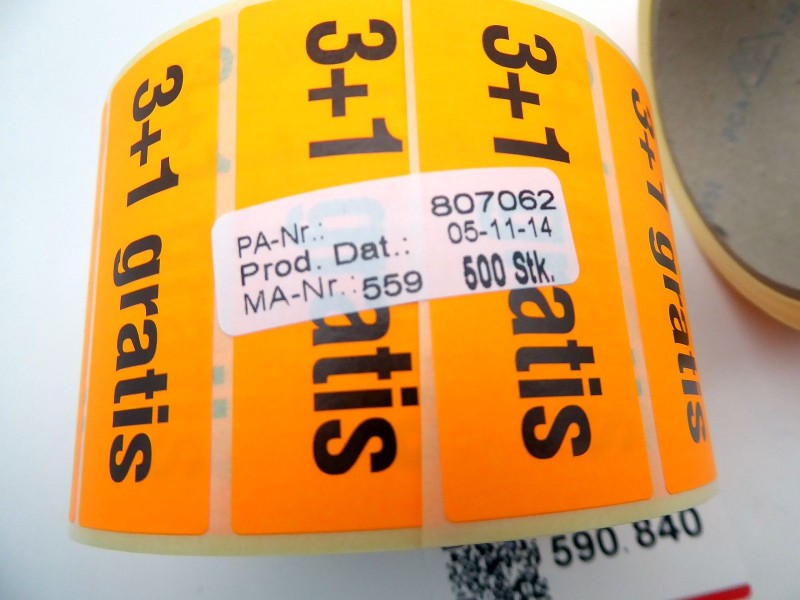 3+1 gratis
3+1 gratis
3+1 gratis
3+1 gratis
PA-Nr.: 807062
Prod. Dat.: 05-11-14
MA-Nr.: 559 500 Stk.
590.840